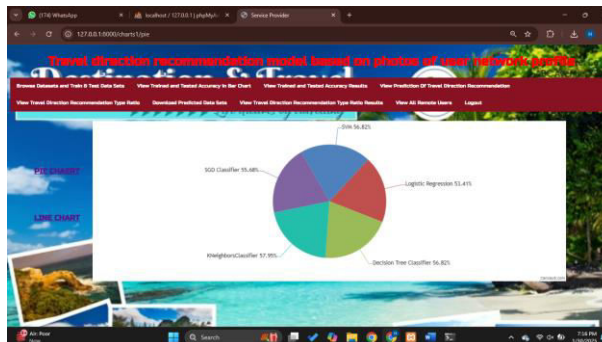 (174) WhatsApp
localhost / 127.0.0.1 | phpMyA
Service Provider
127.0.0.1:8000/charts1/pie
Travel direction recommendation model based on photos of user network profile
Destination & Travel
Browse Datasets and Train & Test Data Sets View Trained and Tested Accuracy in Bar Chart View Trained and Tested Accuracy Results View Prediction Of Travel Direction Recommendation
View Travel Direction Recommendation Type Ratio Download Predicted Data Sets View Travel Direction Recommendation Type Ratio Results View All Remote Users Logout
SVM 56.82%
SGD Classifier 55.68%
Logistic Regression 53.41%
PIE CHART
LINE CHART
KNeighborsClassifier 57.95%
Decision Tree Classifier 56.82%
Air: Poor
Now
Search
7:14 PM